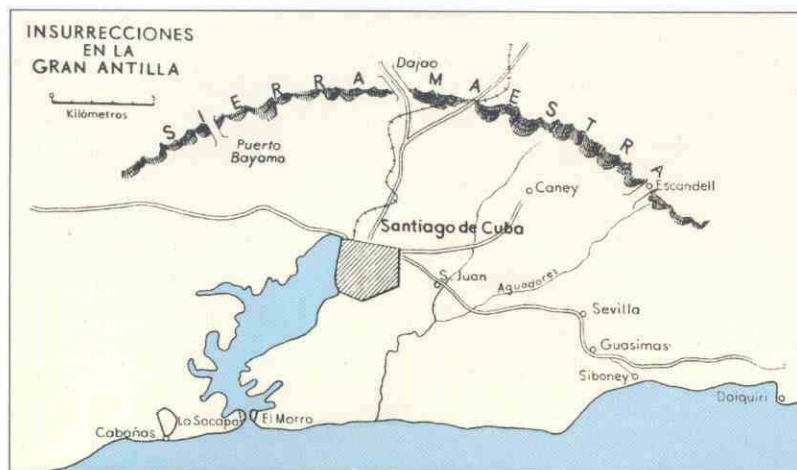 INSURRECCIONES
EN LA
GRAN ANTILLA
Kilómetros
Dajao
SIERRA MAESTRA
Puerto
Bayamo
Escandell
Caney
Santiago de Cuba
S. Juan
Aguadores
Sevilla
Guasimas
Siboney
Daiquiri
La Socapa
El Morro
Cabañas